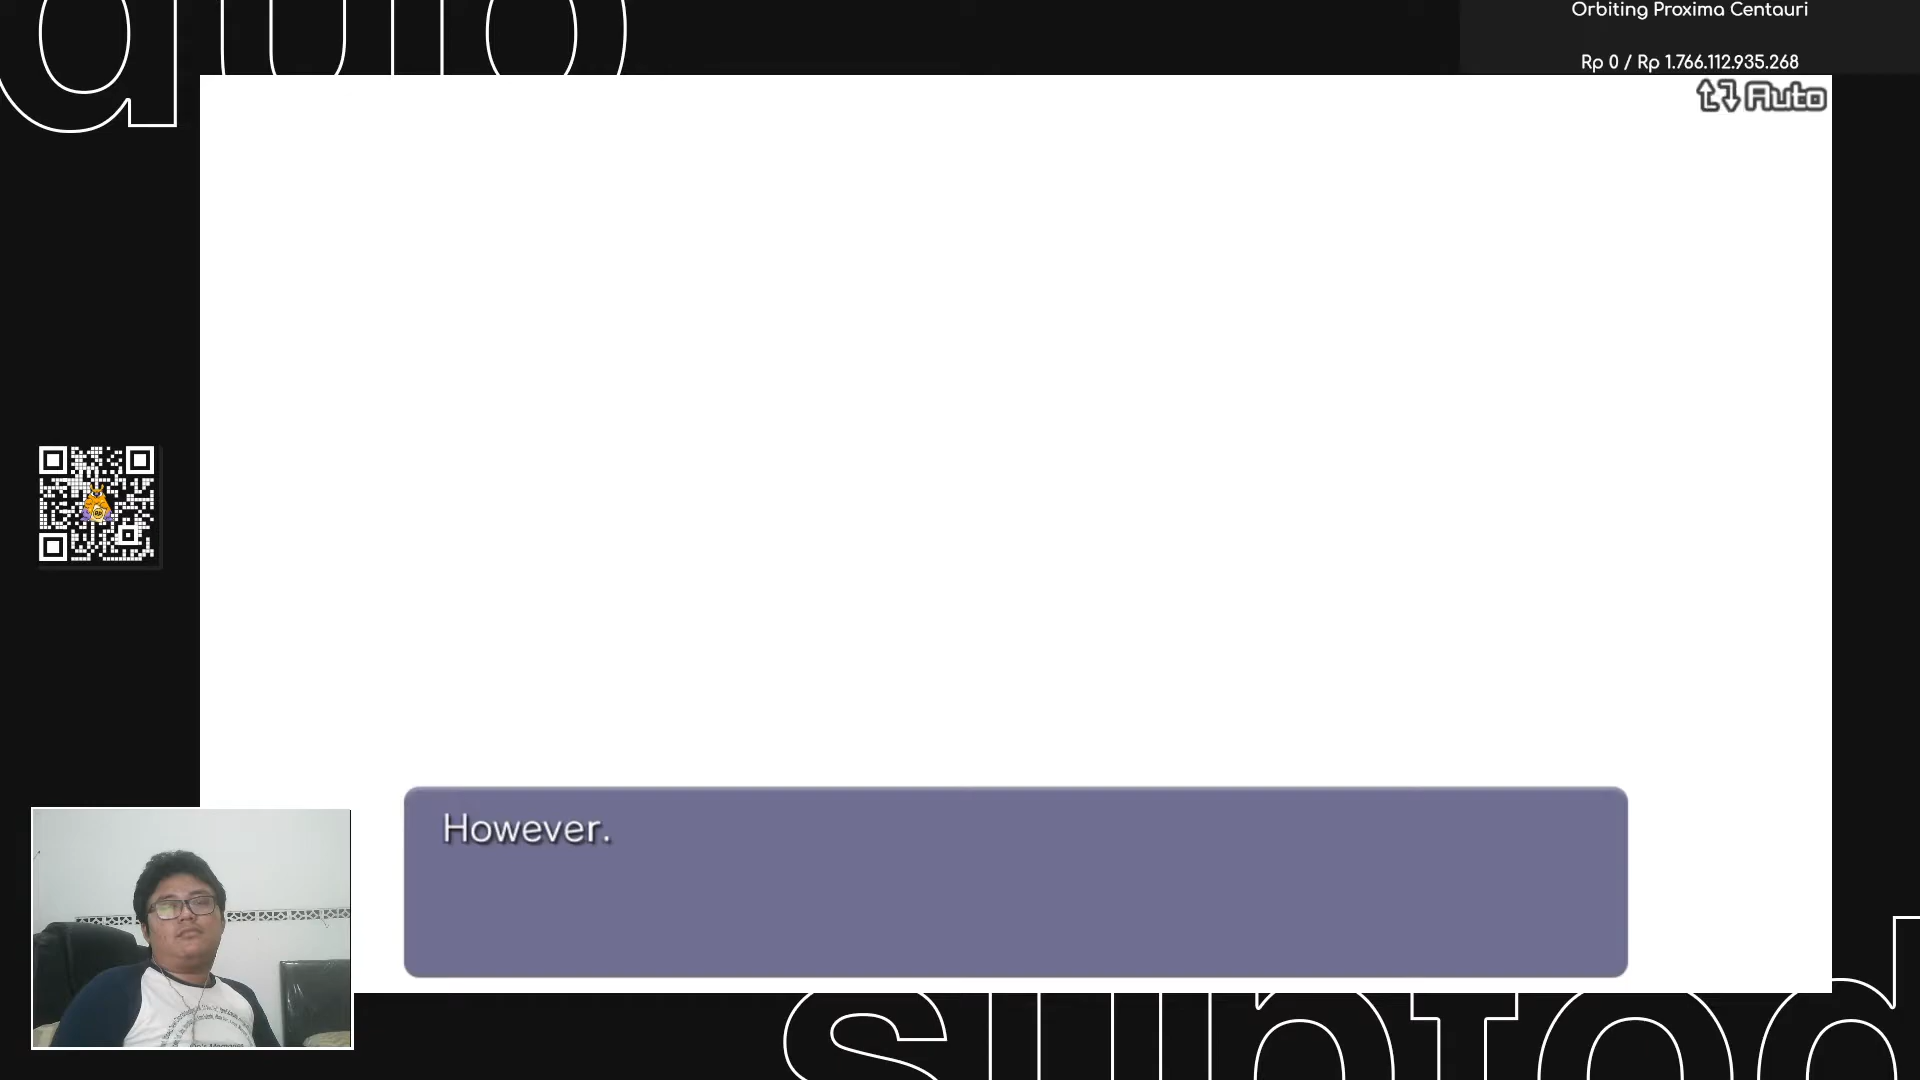 Orbiting Proxima Centauri
Rp 0 / Rp 1.766.112.935.268
Auto
However.